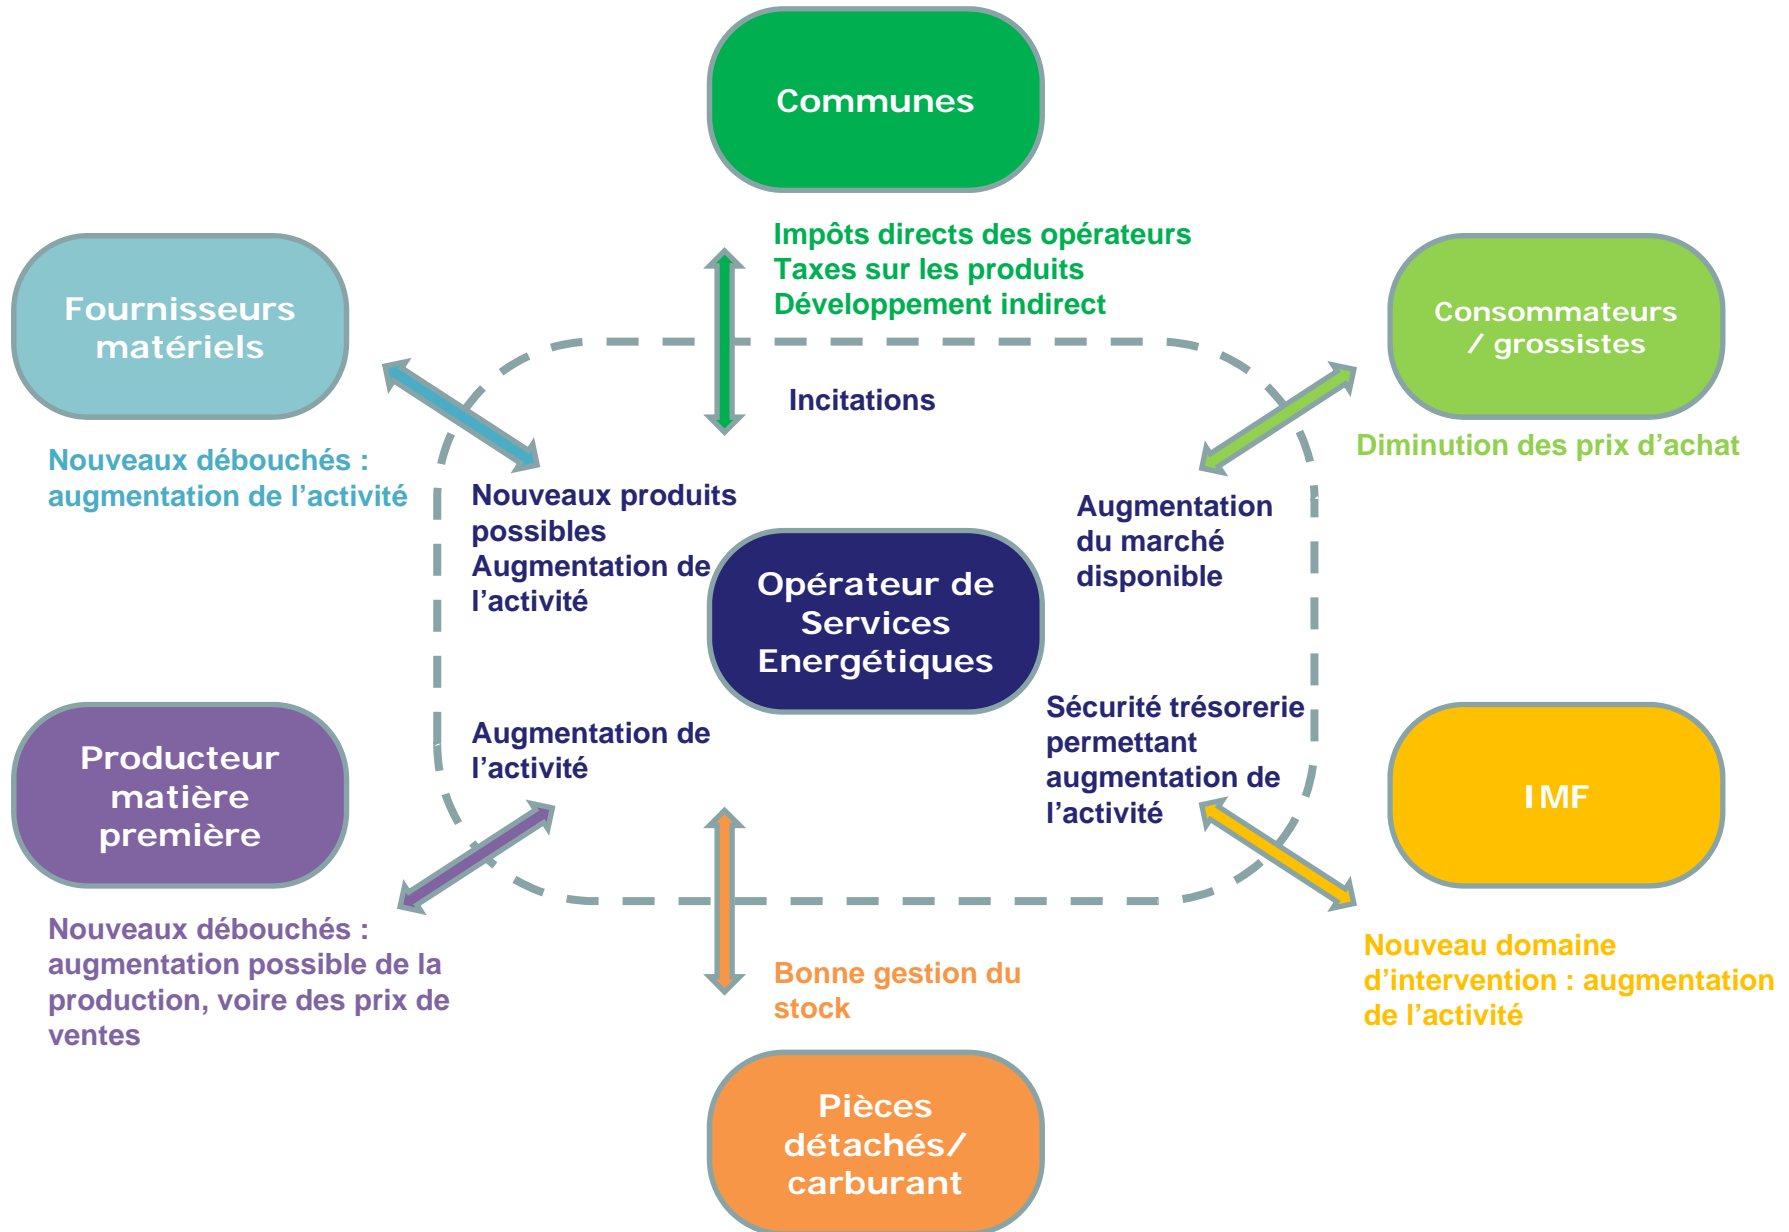 Communes
Impôts directs des opérateurs
Taxes sur les produits
Développement indirect
Fournisseurs
matériels
Consommateurs
/ grossistes
Incitations
Nouveaux débouchés :
augmentation de l’activité
Diminution des prix d’achat
Nouveaux produits
possibles
Augmentation de
l’activité
Augmentation
du marché
disponible
Opérateur de
Services
Energétiques
Producteur
matière
première
Augmentation de
l’activité
Sécurité trésorerie
permettant
augmentation de
l’activité
IMF
Nouveaux débouchés :
augmentation possible de la
production, voire des prix de
ventes
Bonne gestion du
stock
Nouveau domaine
d’intervention : augmentation
de l’activité
Pièces
détachés/
carburant